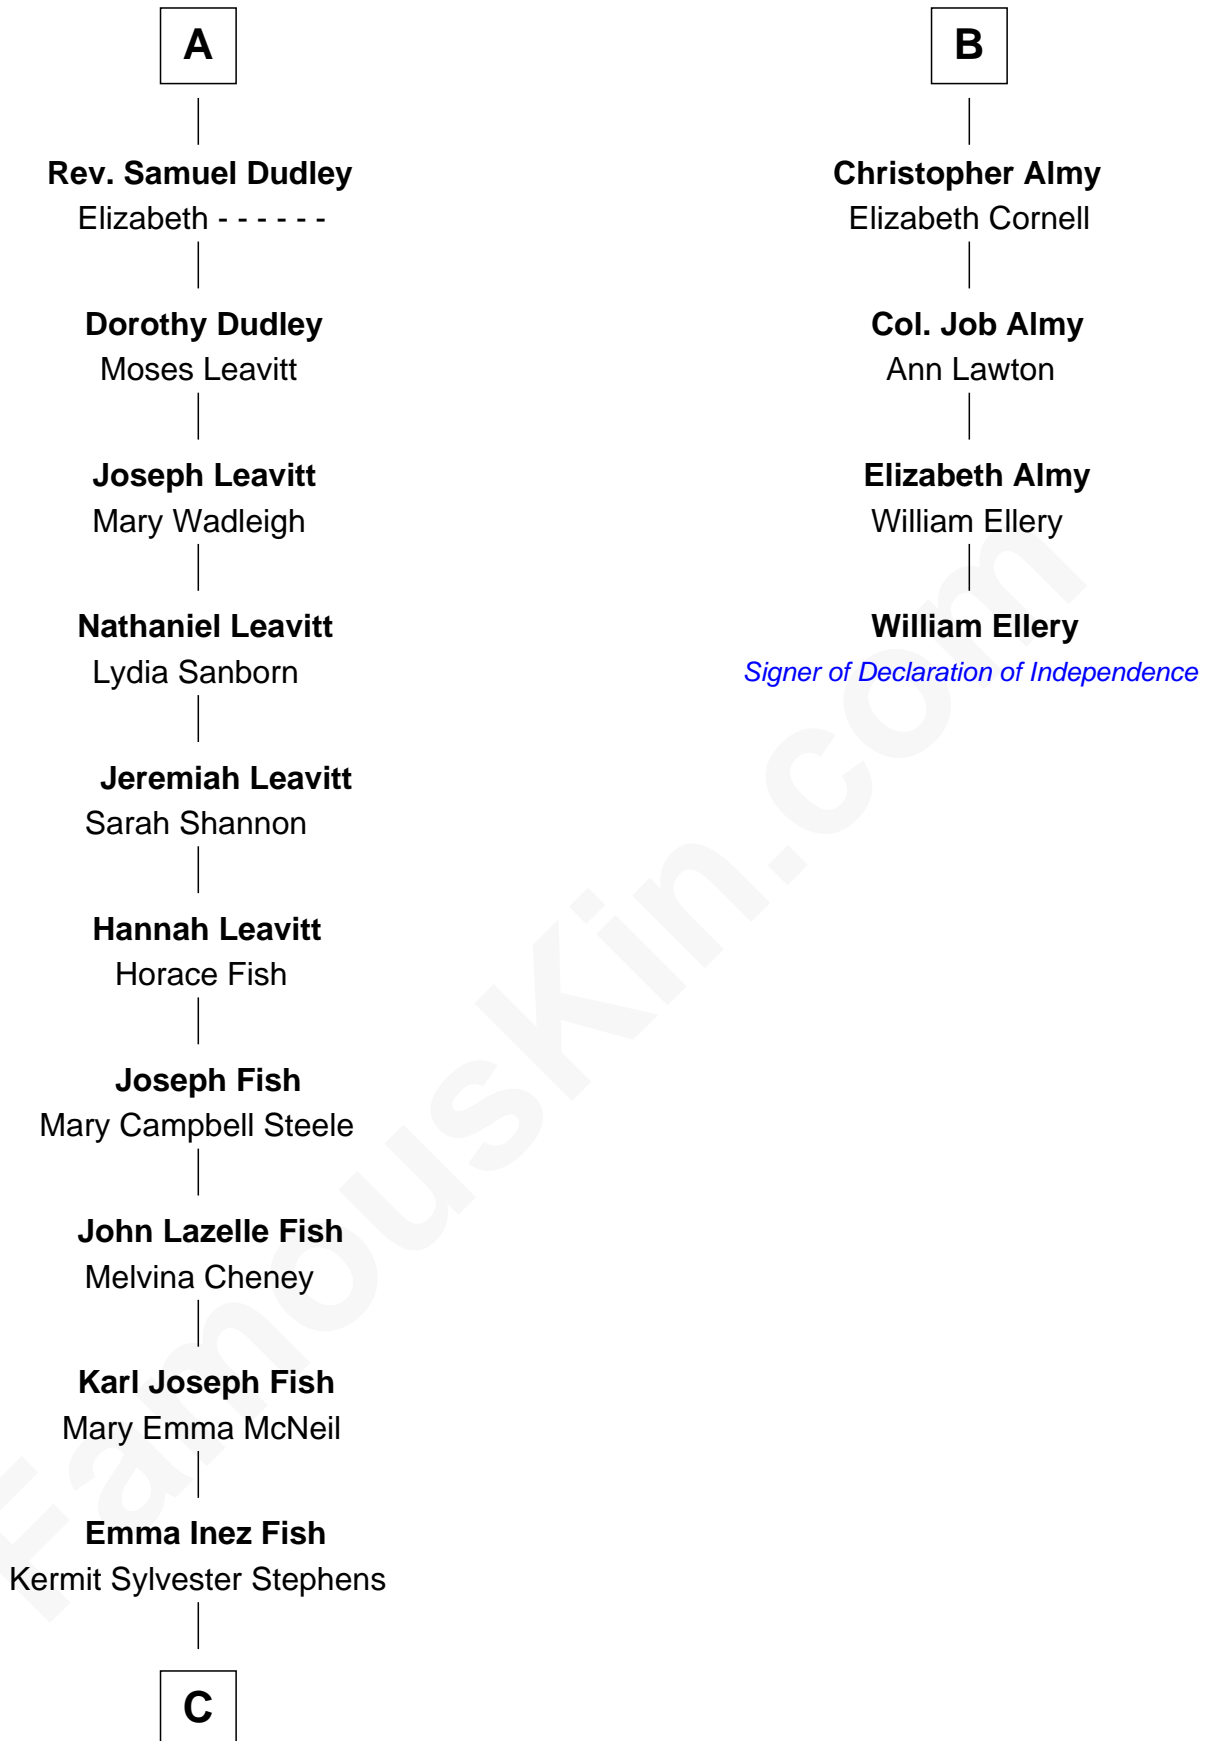 A
Rev. Samuel Dudley
Elizabeth - - - - - -
Dorothy Dudley
Moses Leavitt
Joseph Leavitt
Mary Wadleigh
Nathaniel Leavitt
Lydia Sanborn
Jeremiah Leavitt
Sarah Shannon
Hannah Leavitt
Horace Fish
Joseph Fish
Mary Campbell Steele
John Lazelle Fish
Melvina Cheney
Karl Joseph Fish
Mary Emma McNeil
Emma Inez Fish
Kermit Sylvester Stephens
C
B
Christopher Almy
Elizabeth Cornell
Col. Job Almy
Ann Lawton
Elizabeth Almy
William Ellery
William Ellery
Signer of Declaration of Independence
FamousKin.com